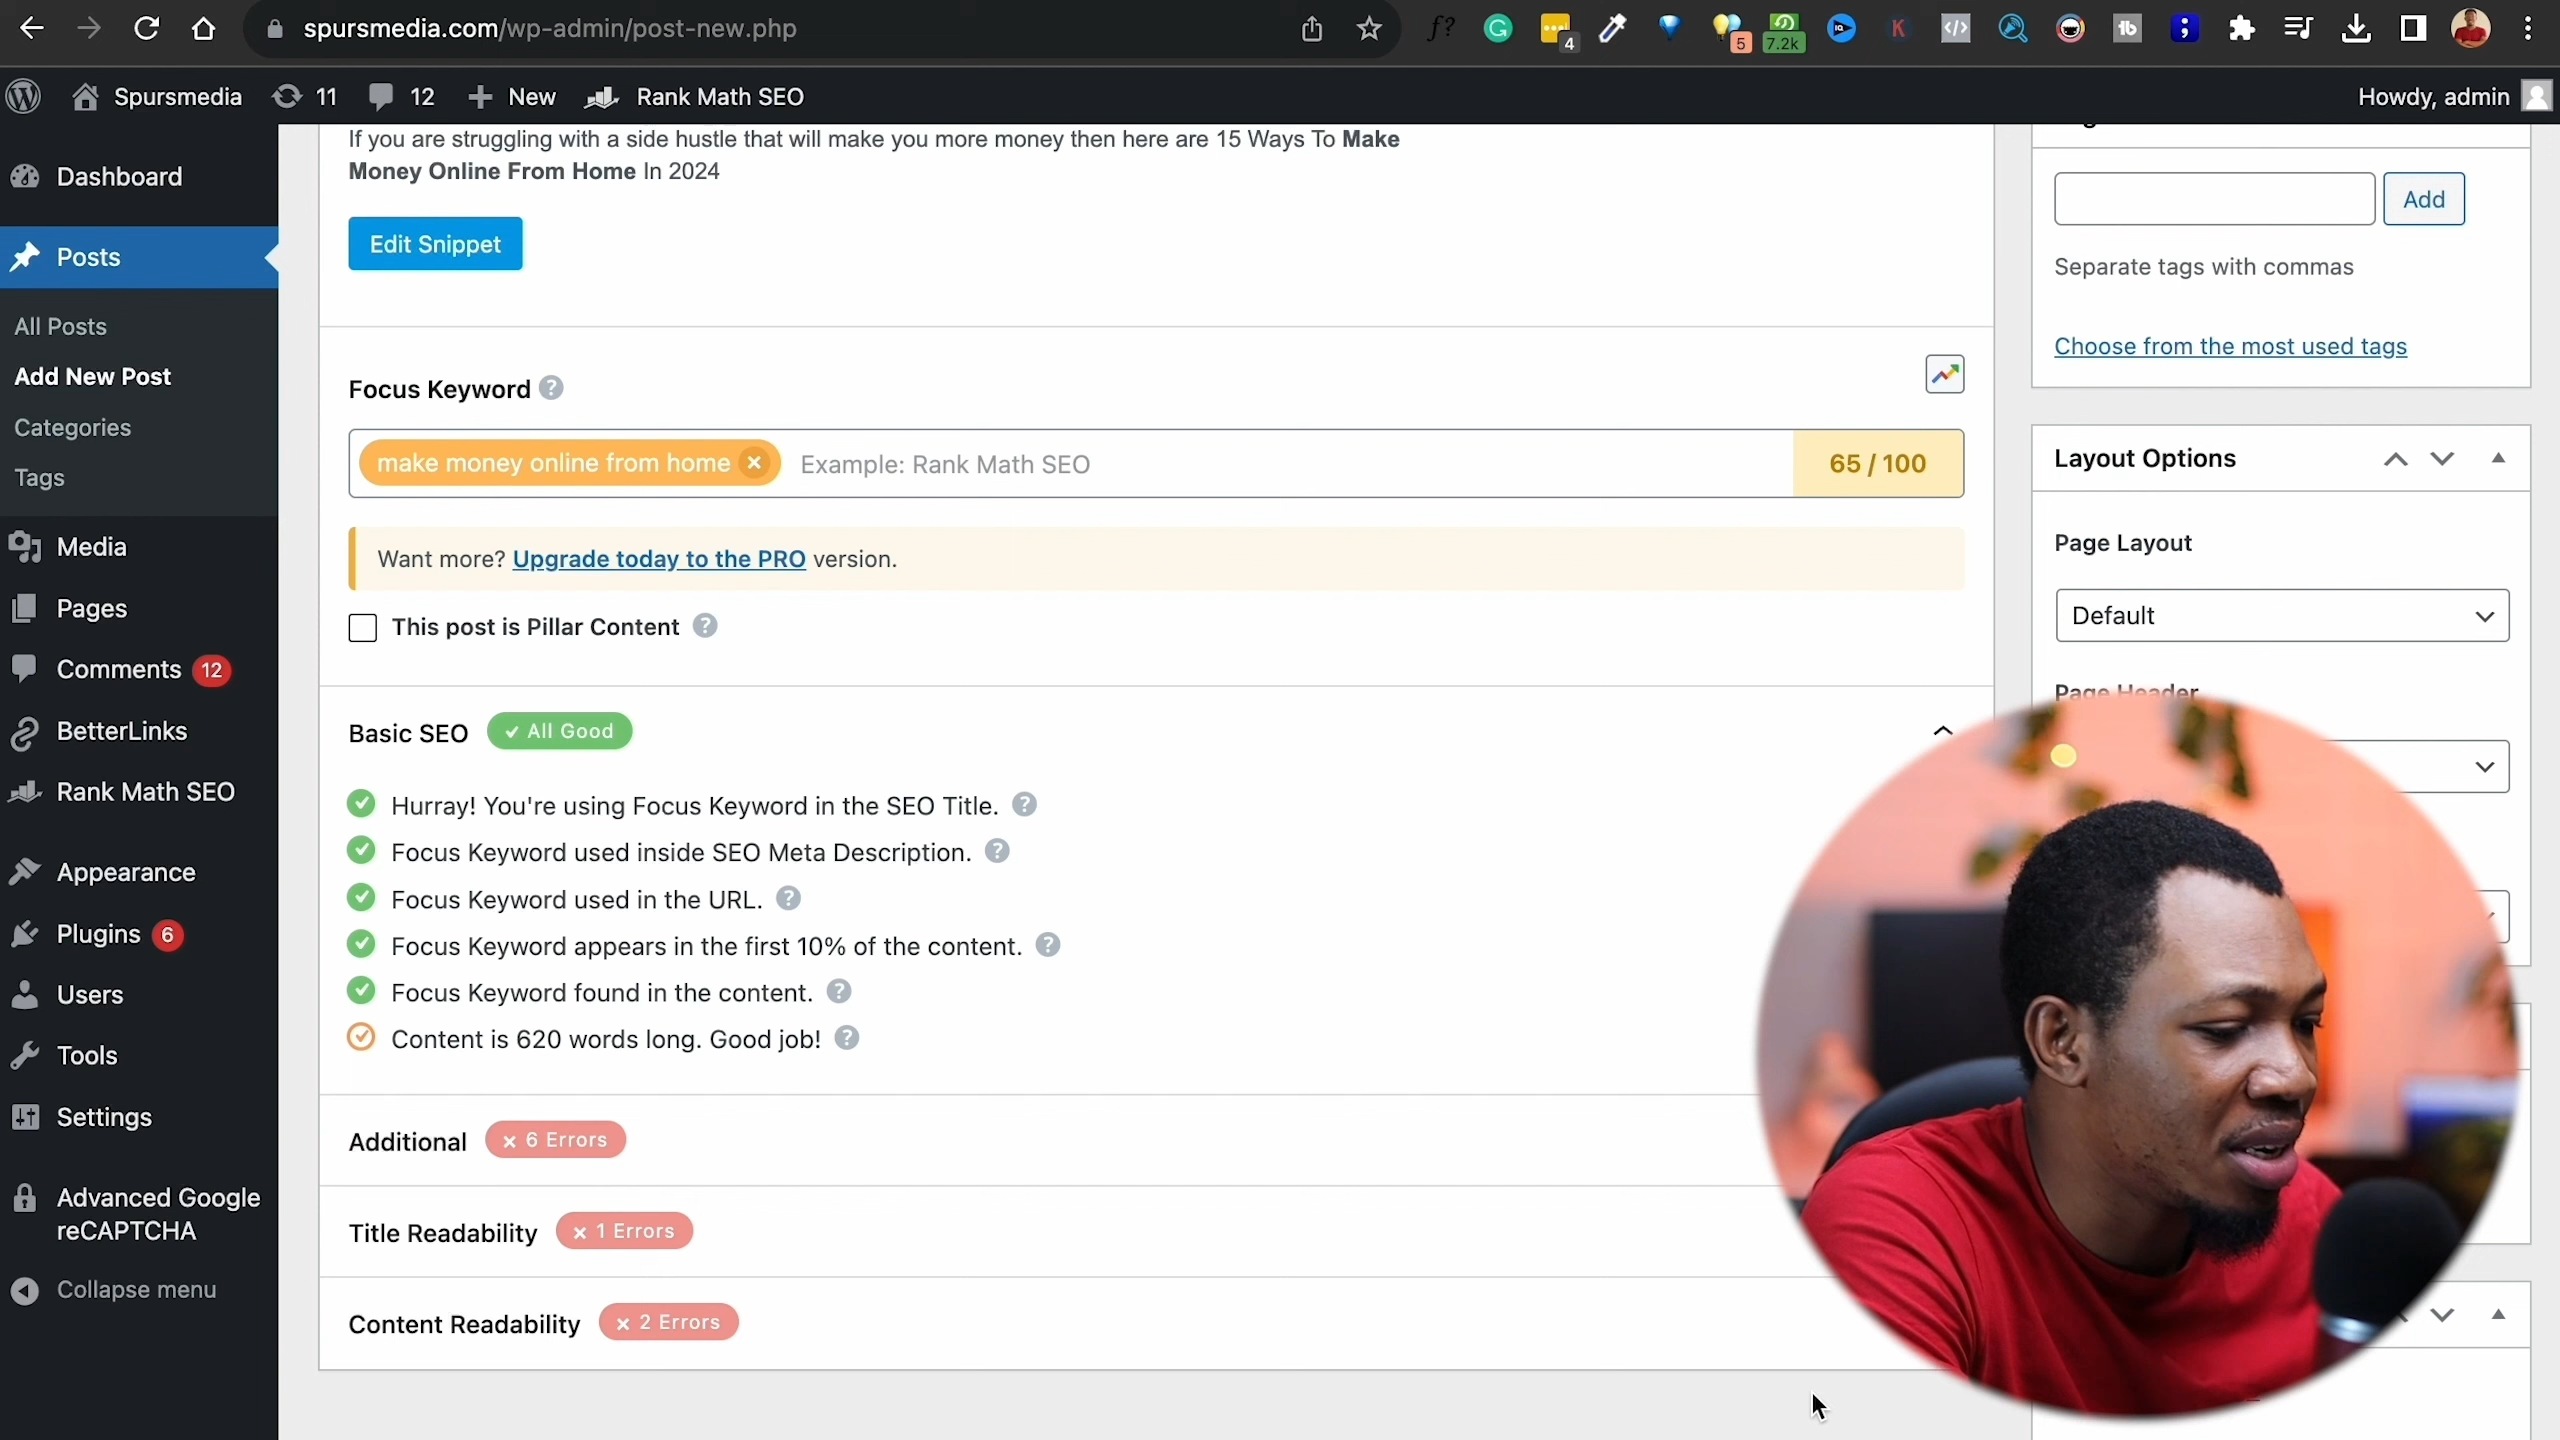 spursmedia.com/wp-admin/post-new.php
4
5
7.2k
Spursmedia 11 12 New Rank Math SEO
Howdy, admin
Dashboard
Posts
All Posts
Add New Post
Categories
Tags
Media
Pages
Comments 12
BetterLinks
Rank Math SEO
Appearance
Plugins 6
Users
Tools
Settings
Advanced Google
reCAPTCHA
Collapse menu
If you are struggling with a side hustle that will make you more money then here are 15 Ways To Make
Money Online From Home In 2024
Edit Snippet
Focus Keyword
make money online from home Example: Rank Math SEO 65 / 100
Want more? Upgrade today to the PRO version.
This post is Pillar Content
Basic SEO All Good
Hurray! You're using Focus Keyword in the SEO Title.
Focus Keyword used inside SEO Meta Description.
Focus Keyword used in the URL.
Focus Keyword appears in the first 10% of the content.
Focus Keyword found in the content.
Content is 620 words long. Good job!
Additional × 6 Errors
Title Readability × 1 Errors
Content Readability × 2 Errors
Add
Separate tags with commas
Choose from the most used tags
Layout Options
Page Layout
Default
Page Header